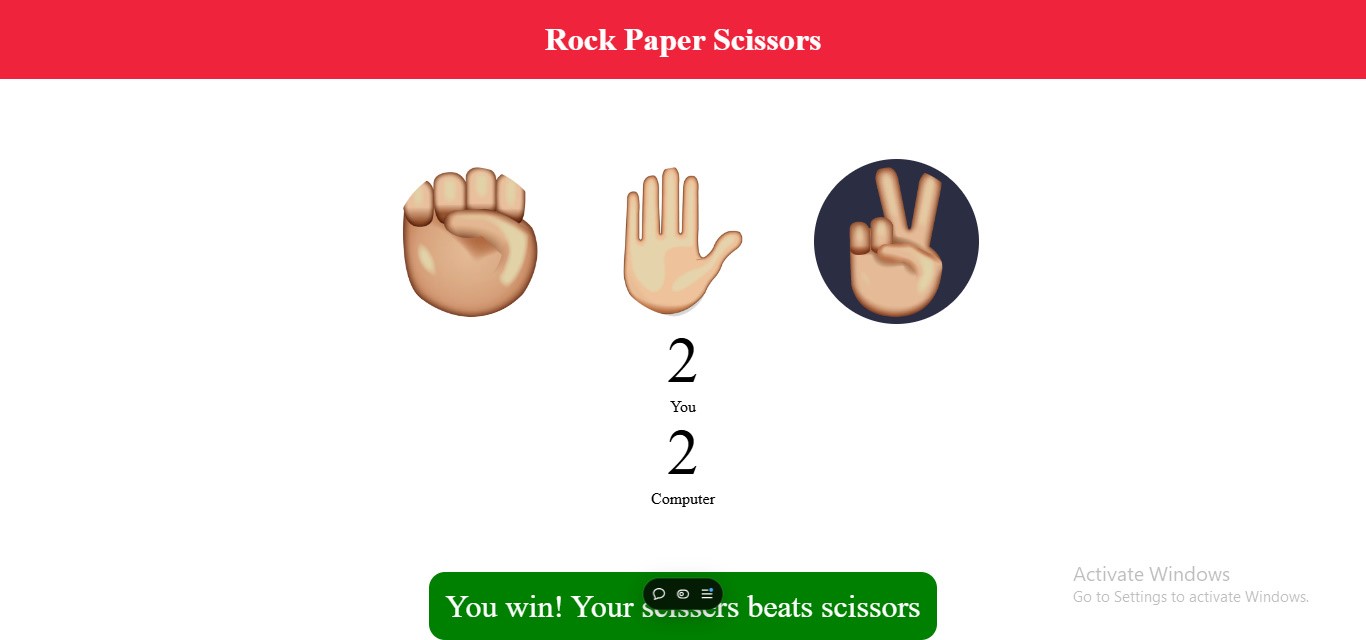 Rock Paper Scissors
2
You
2
Computer
You win! Your scissors beats scissors
Activate Windows
Go to Settings to activate Windows.